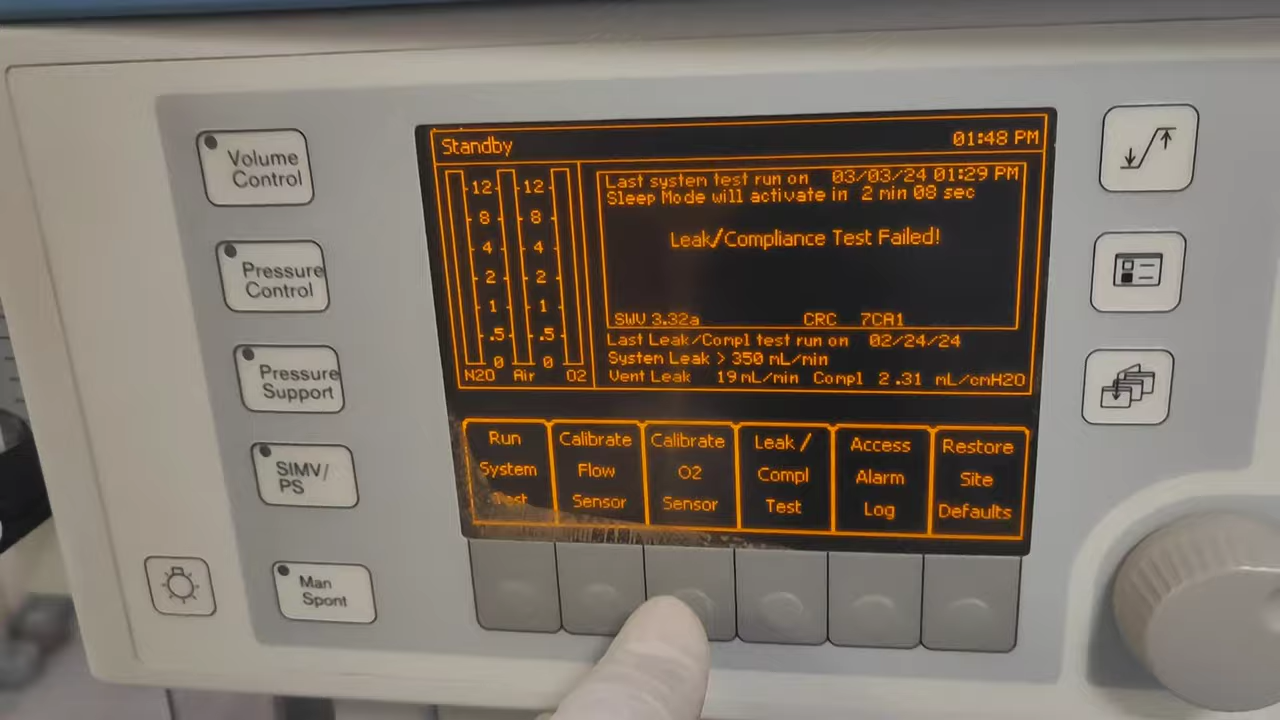 Volume
Control
Pressure
Control
Pressure
Support
SIMV/
PS
Man
Spont
Standby
01:48 PM
12 12
8 8
4 4
2 2
1 1
.5 .5
0 0
N2O Air O2
Last system test run on 03/03/24 01:29 PM
Sleep Mode will activate in 2 min 08 sec
Leak/Compliance Test Failed!
SWV 3.32a CRC 7CA1
Last Leak/Compl test run on 02/24/24
System Leak > 350 mL/min
Vent Leak 19 mL/min Compl 2.31 mL/cmH2O
Run
System
Test
Calibrate
Flow
Sensor
Calibrate
O2
Sensor
Leak /
Compl
Test
Access
Alarm
Log
Restore
Site
Defaults